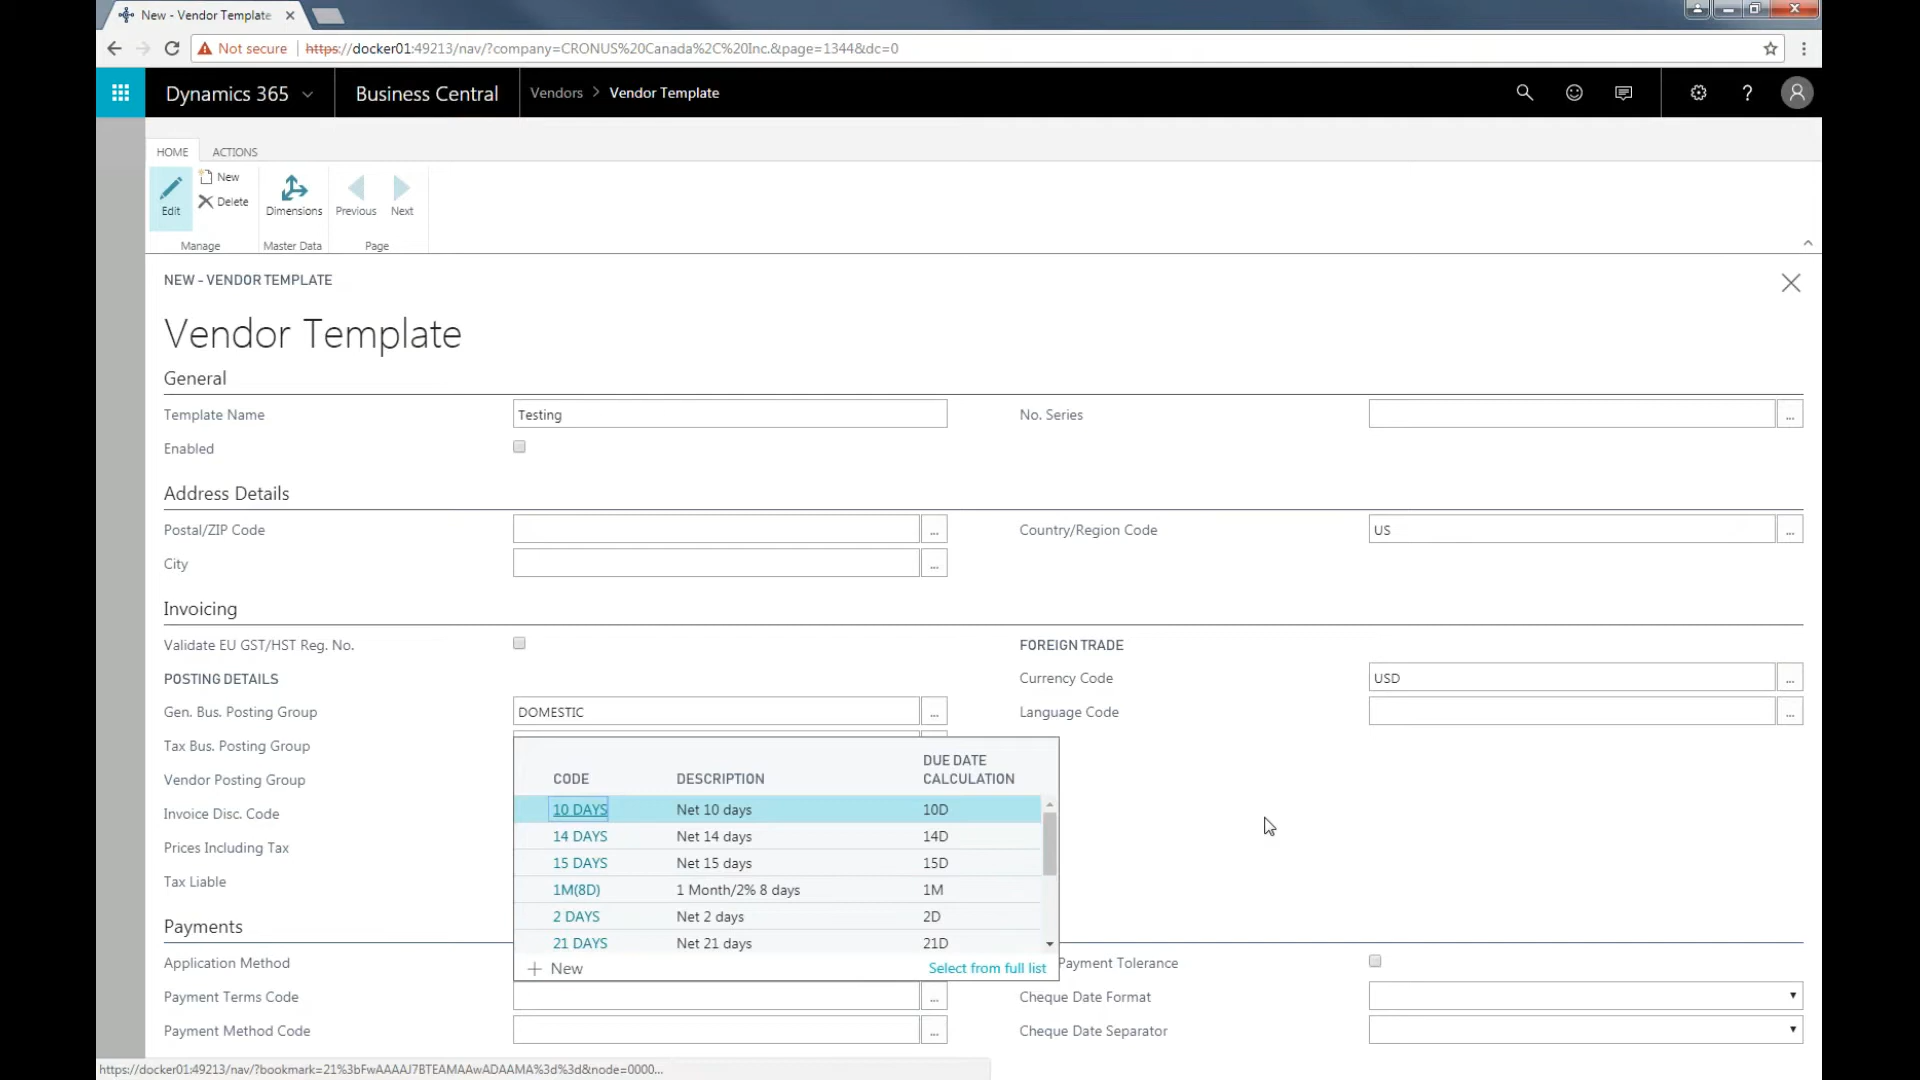 New - Vendor Template
Not secure https://docker01:49213/nav/?company=CRONUS%20Canada%2C%20Inc.&page=1344&dc=0
Dynamics 365 Business Central Vendors > Vendor Template ?
HOME ACTIONS
Edit New Delete Dimensions Previous Next
Manage Master Data Page
NEW - VENDOR TEMPLATE
Vendor Template
General
Template Name Testing No. Series ...
Enabled
Address Details
Postal/ZIP Code ... Country/Region Code US ...
City ...
Invoicing
Validate EU GST/HST Reg. No. FOREIGN TRADE
POSTING DETAILS Currency Code USD ...
Gen. Bus. Posting Group DOMESTIC ... Language Code ...
Tax Bus. Posting Group
Vendor Posting Group
Invoice Disc. Code
Prices Including Tax
Tax Liable
CODE DESCRIPTION DUE DATE CALCULATION
10 DAYS Net 10 days 10D
14 DAYS Net 14 days 14D
15 DAYS Net 15 days 15D
1M(8D) 1 Month/2% 8 days 1M
2 DAYS Net 2 days 2D
21 DAYS Net 21 days 21D
+ New Select from full list
Payments
Application Method Payment Tolerance
Payment Terms Code ... Cheque Date Format
Payment Method Code ... Cheque Date Separator
https://docker01:49213/nav/?bookmark=21%3bFwAAAAJ7BTEAMAAwADAAMA%3d%3d&node=0000...